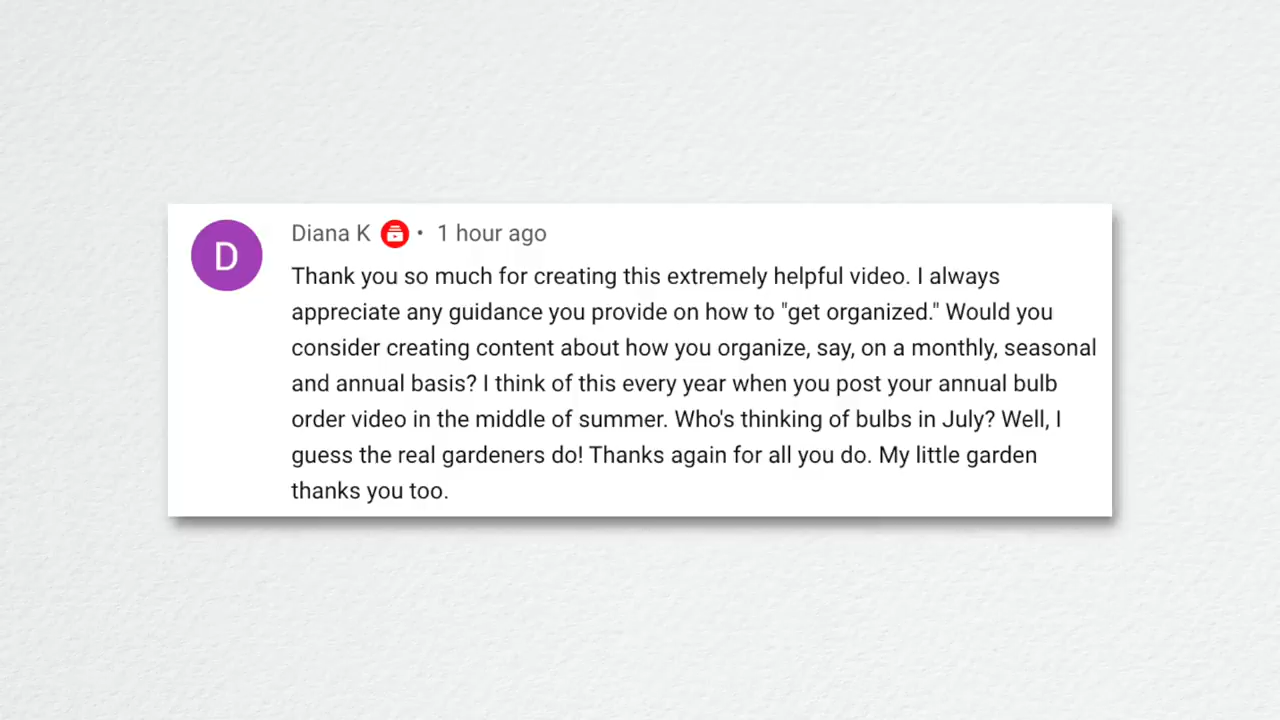 D
Diana K • 1 hour ago
Thank you so much for creating this extremely helpful video. I always
appreciate any guidance you provide on how to "get organized." Would you
consider creating content about how you organize, say, on a monthly, seasonal
and annual basis? I think of this every year when you post your annual bulb
order video in the middle of summer. Who's thinking of bulbs in July? Well, I
guess the real gardeners do! Thanks again for all you do. My little garden
thanks you too.